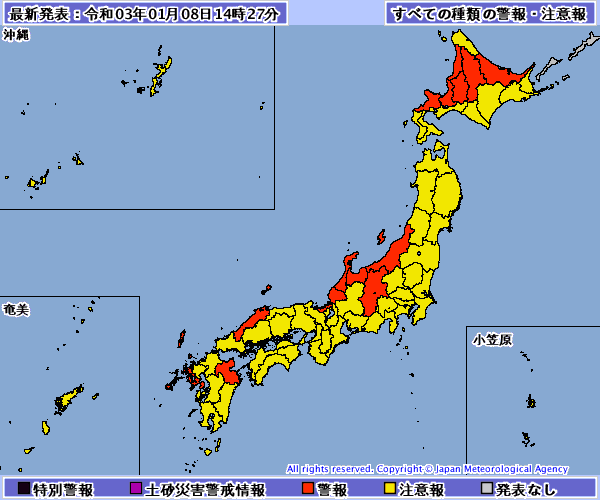 最新発表：令和03年01月08日14時27分
すべての種類の警報・注意報
沖縄
奄美
小笠原
All rights reserved. Copyright © Japan Meteorological Agency
特別警報 土砂災害警戒情報 警報 注意報 発表なし